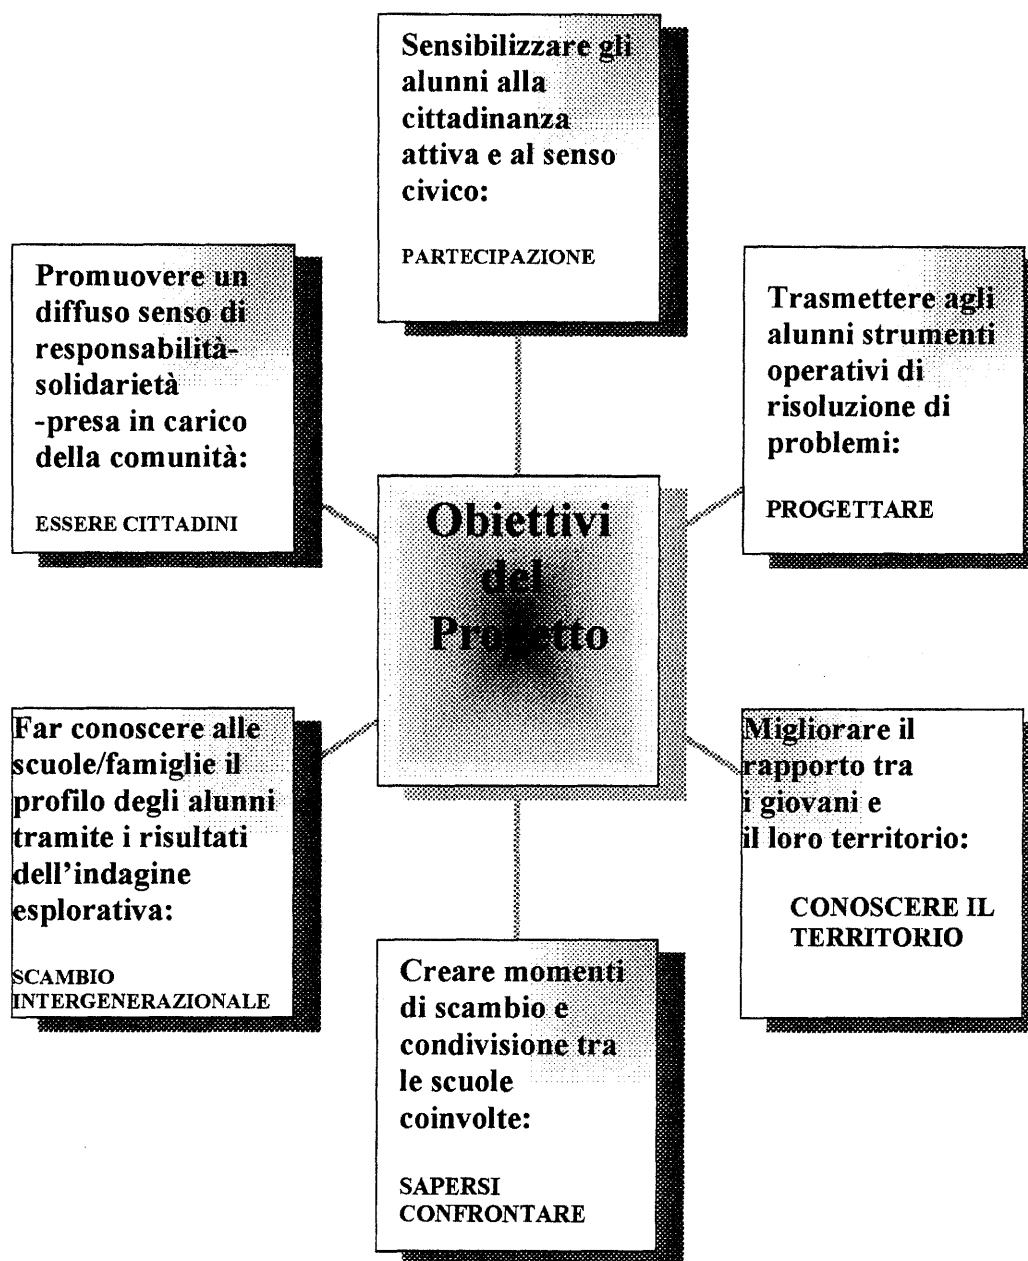 Sensibilizzare gli
alunni alla
cittadinanza
attiva e al senso
civico:
PARTECIPAZIONE
Promuovere un
diffuso senso di
responsabilità-
solidarietà
-presa in carico
della comunità:
ESSERE CITTADINI
Trasmettere agli
alunni strumenti
operativi di
risoluzione di
problemi:
PROGETTARE
Obiettivi
del
Progetto
Far conoscere alle
scuole/famiglie il
profilo degli alunni
tramite i risultati
dell'indagine
esplorativa:
SCAMBIO
INTERGENERAZIONALE
Migliorare il
rapporto tra
i giovani e
il loro territorio:
CONOSCERE IL
TERRITORIO
Creare momenti
di scambio e
condivisione tra
le scuole
coinvolte:
SAPERSI
CONFRONTARE